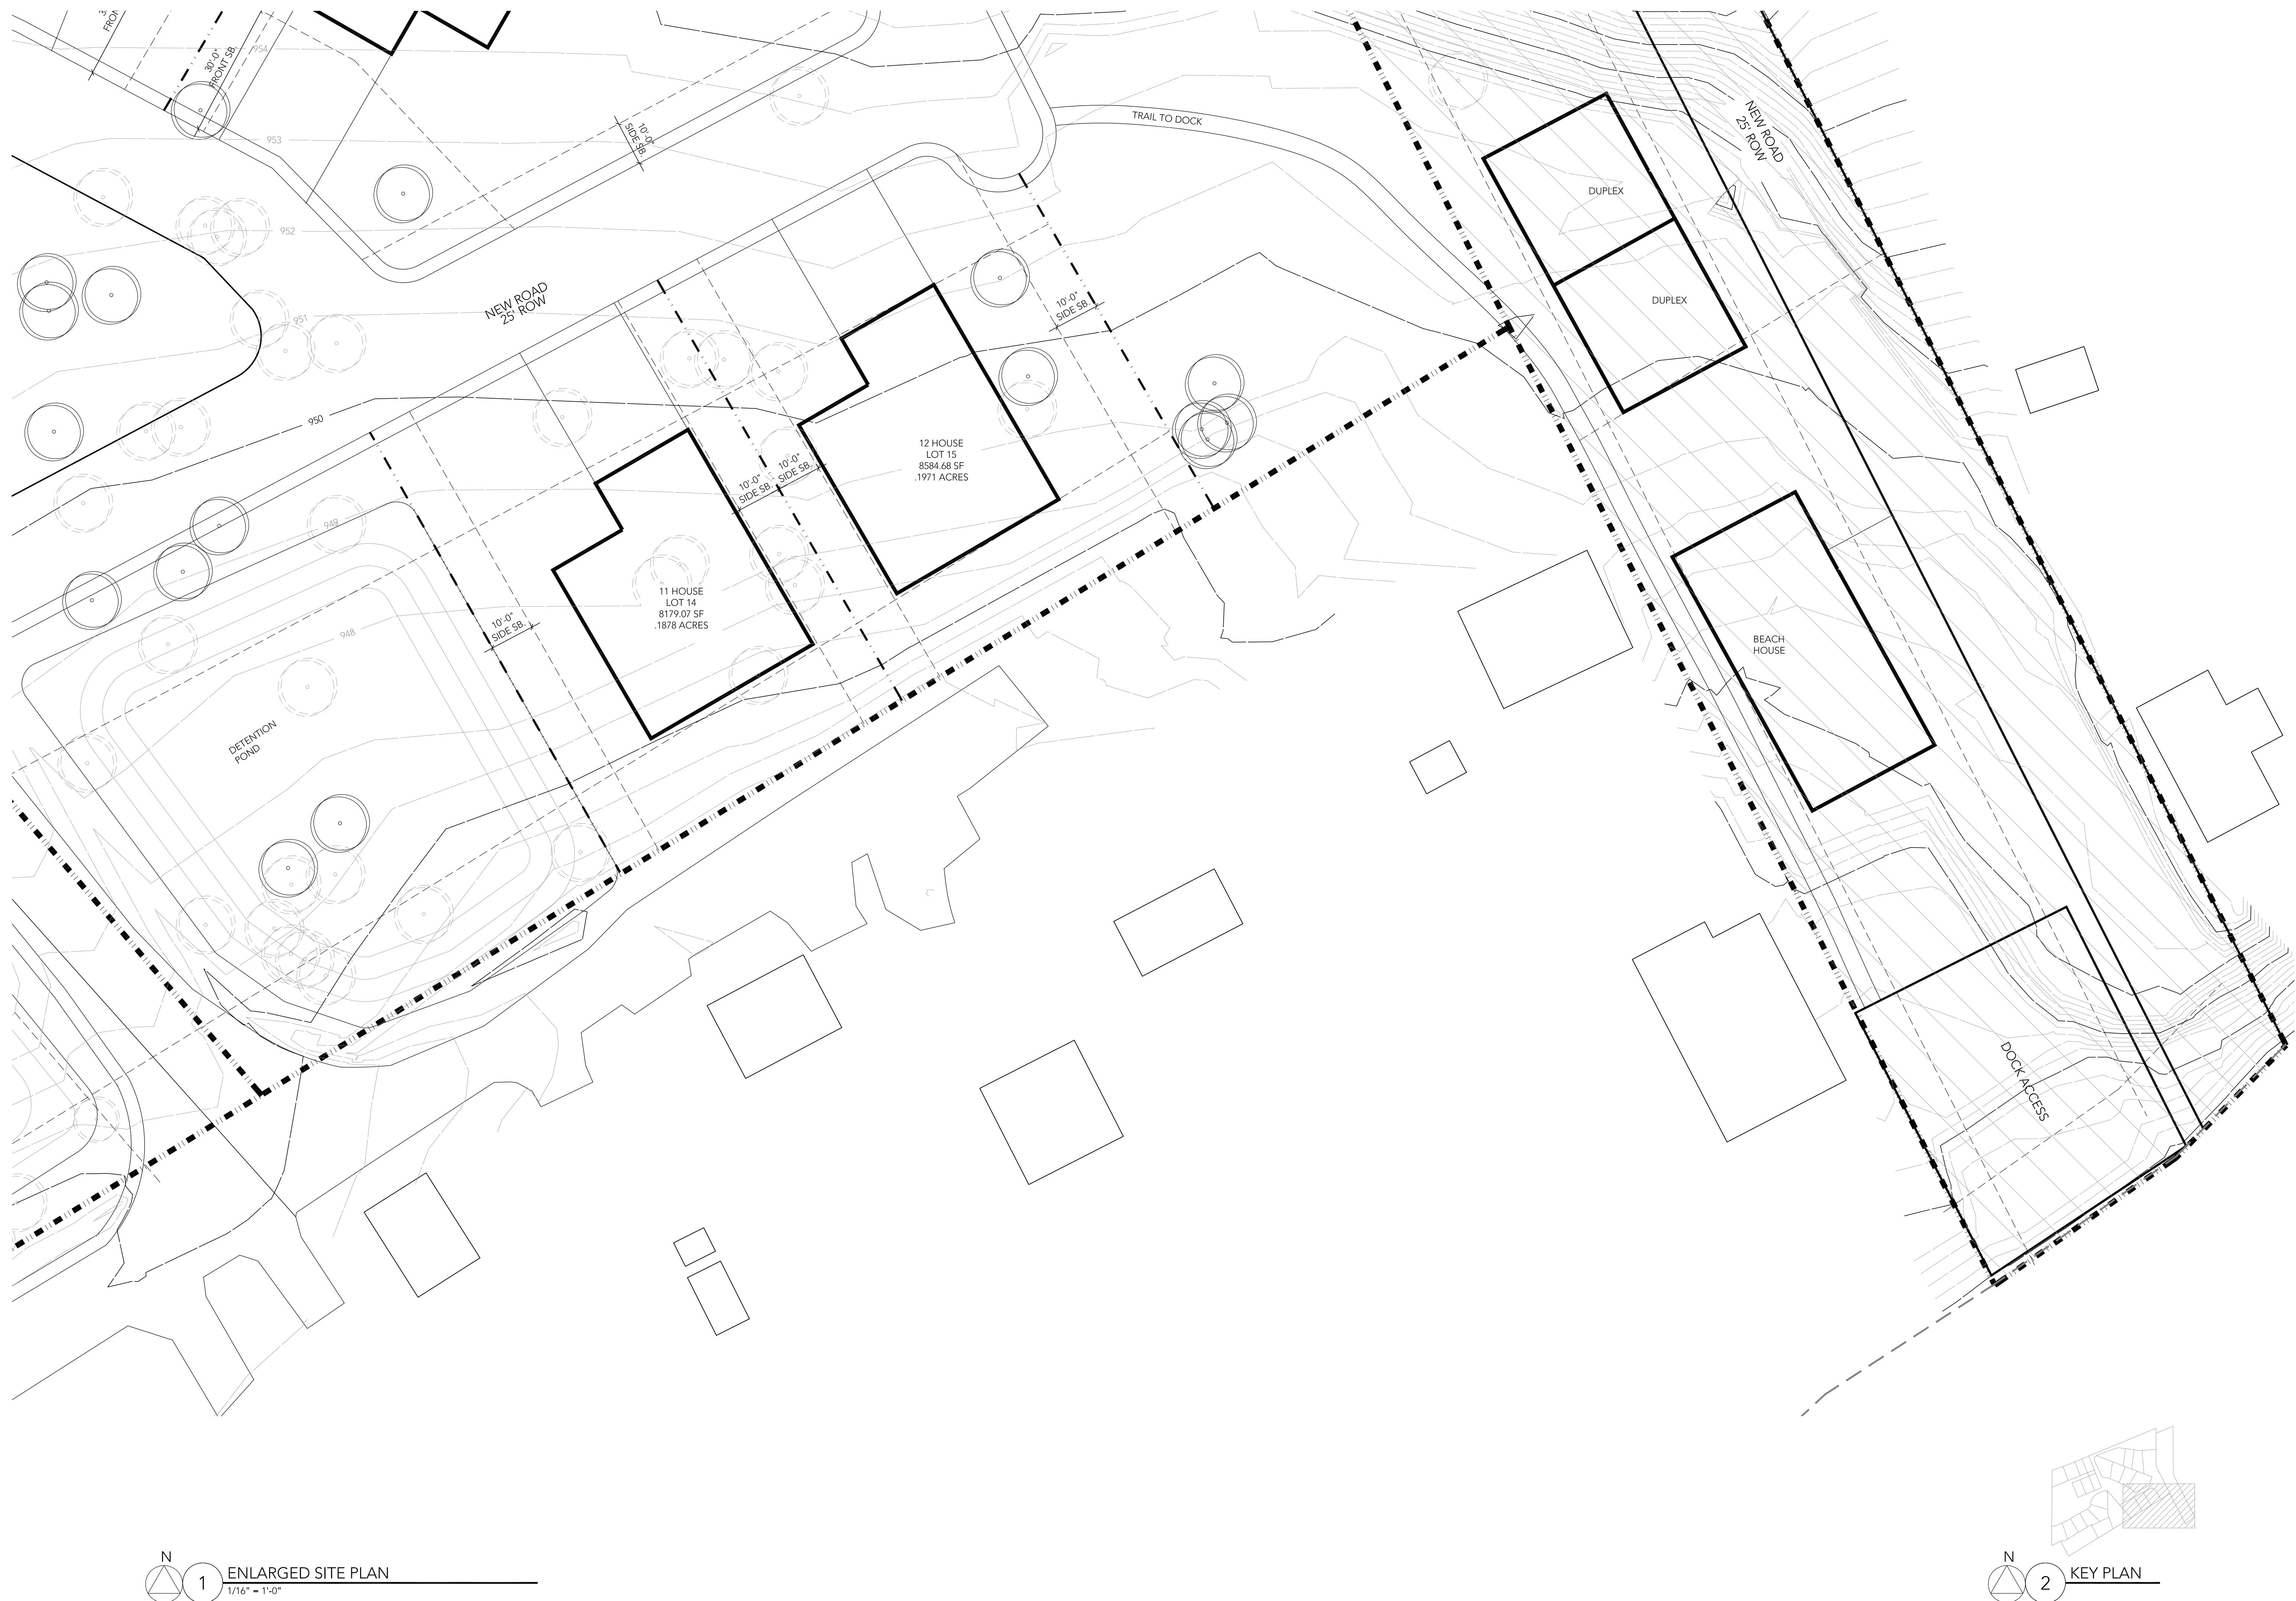 954
30'-0"
FRONT SB.
953
952
951
950
949
948
10'-0"
SIDE SB.
TRAIL TO DOCK
NEW ROAD
25' ROW
DUPLEX
DUPLEX
NEW ROAD
25' ROW
10'-0"
SIDE SB.
12 HOUSE
LOT 15
8584.68 SF
.1971 ACRES
10'-0"
SIDE SB.
10'-0"
SIDE SB.
11 HOUSE
LOT 14
8179.07 SF
.1878 ACRES
10'-0"
SIDE SB.
BEACH
HOUSE
DETENTION
POND
DOCK ACCESS
N
1
ENLARGED SITE PLAN
1/16" = 1'-0"
N
2
KEY PLAN